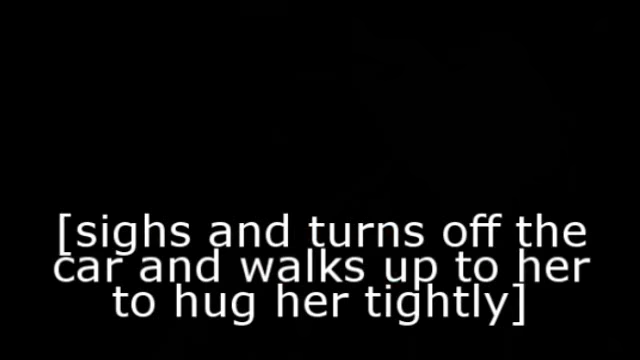 [sighs and turns off the
car and walks up to her
to hug her tightly]